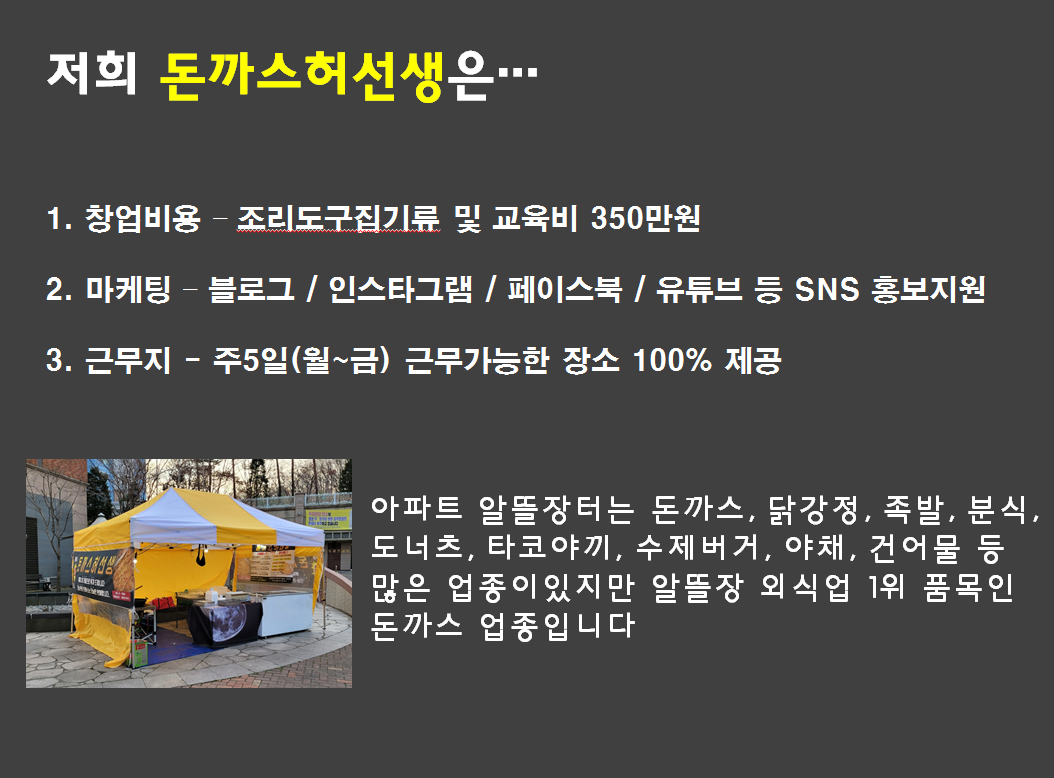 저희 돈까스허선생은…
1. 창업비용 - 조리도구집기류 및 교육비 350만원
2. 마케팅 - 블로그 / 인스타그램 / 페이스북 / 유튜브 등 SNS 홍보지원
3. 근무지 - 주5일(월~금) 근무가능한 장소 100% 제공
아파트 알뜰장터는 돈까스, 닭강정, 족발, 분식,
도너츠, 타코야끼, 수제버거, 야채, 건어물 등
많은 업종이있지만 알뜰장 외식업 1위 품목인
돈까스 업종입니다
돈까스허선생